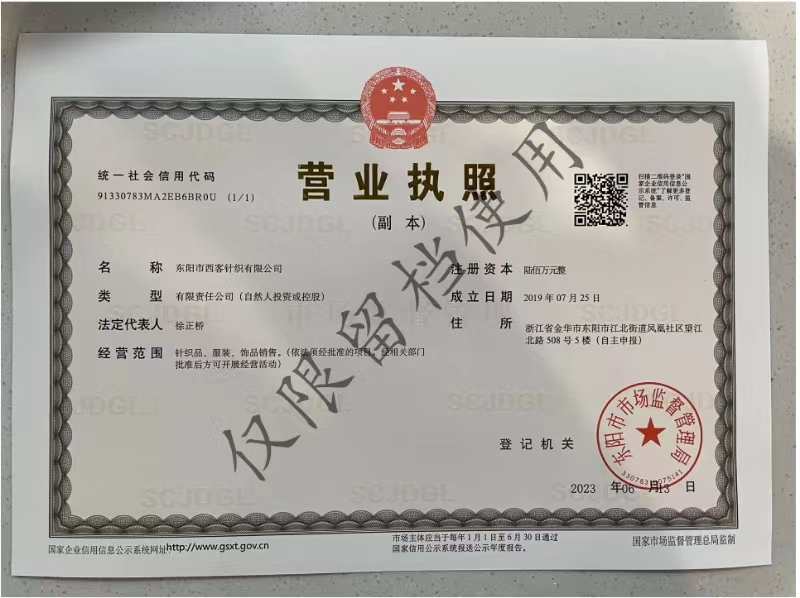 统一社会信用代码
91330783MA2EB6BR0U (1/1)
营业执照
(副 本)
扫描二维码登录“国
家企业信用信息公
示系统”了解更多登
记、备案、许可、监
管信息
名 称 东阳市西客针织有限公司
类 型 有限责任公司（自然人投资或控股）
法定代表人 徐正桥
经营范围 针织品、服装、饰品销售。（依法须经批准的项目，经相关部门
批准后方可开展经营活动）
注册资本 陆佰万元整
成立日期 2019 年 07 月 25 日
住 所 浙江省金华市东阳市江北街道凤凰社区望江
北路 508 号 5 楼（自主申报）
仅限留档使用
登记机关
东阳市市场监督管理局
2023 年 06 月 13 日
国家企业信用信息公示系统网址:http://www.gsxt.gov.cn
市场主体应当于每年 1 月 1 日至 6 月 30 日通过
国家信用公示系统报送公示年度报告。
国家市场监督管理总局监制
SCJDGL